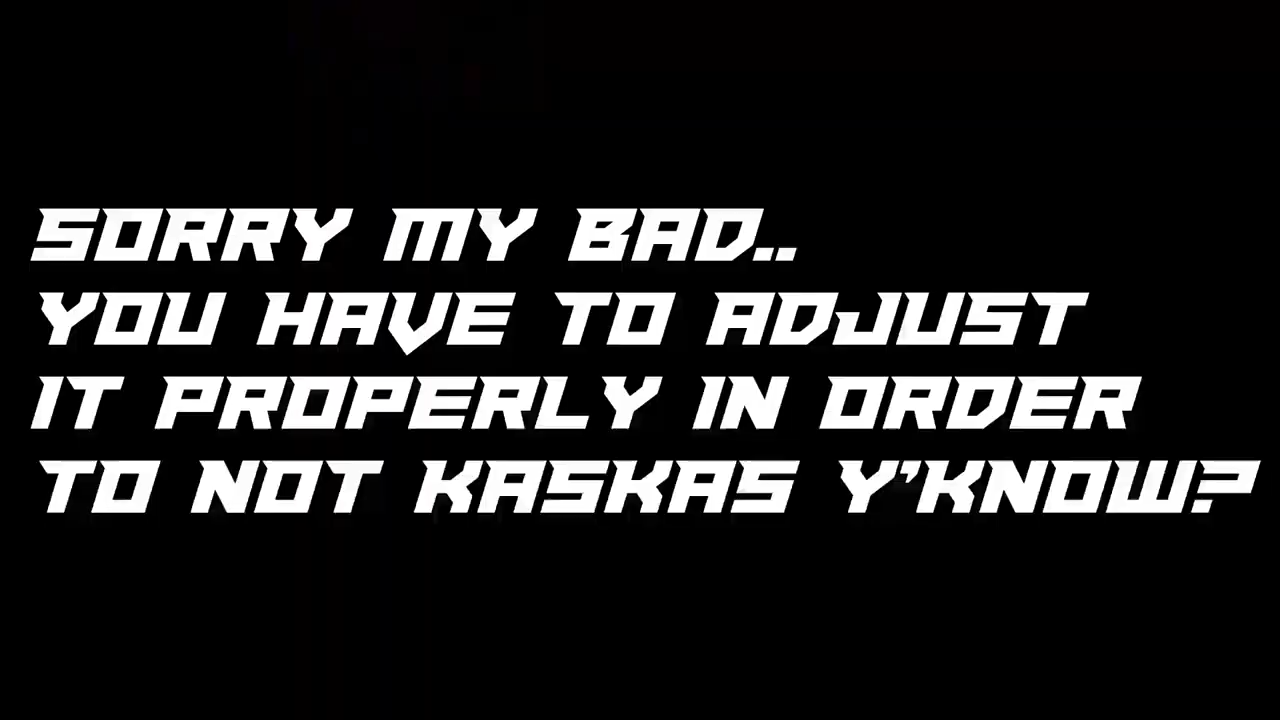 SORRY MY BAD..
YOU HAVE TO ADJUST
IT PROPERLY IN ORDER
TO NOT KASKAS Y'KNOW?